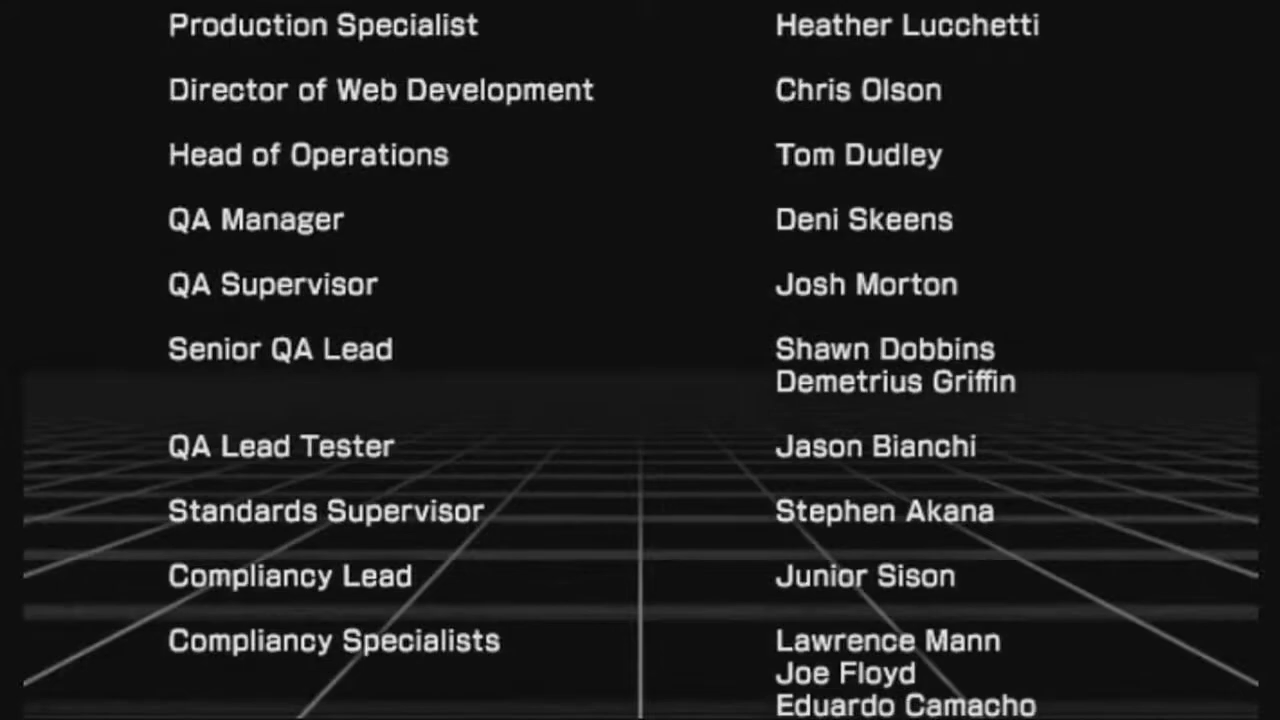 Production Specialist Heather Lucchetti
Director of Web Development Chris Olson
Head of Operations Tom Dudley
QA Manager Deni Skeens
QA Supervisor Josh Morton
Senior QA Lead Shawn Dobbins
Demetrius Griffin
QA Lead Tester Jason Bianchi
Standards Supervisor Stephen Akana
Compliancy Lead Junior Sison
Compliancy Specialists Lawrence Mann
Joe Floyd
Eduardo Camacho